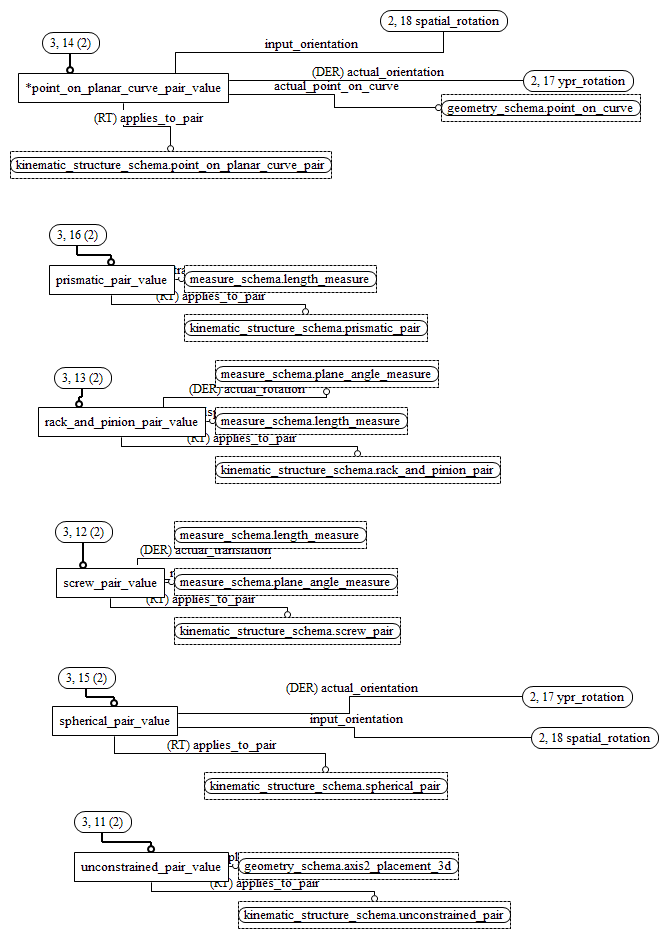 2, 18 spatial_rotation
3, 14 (2)
input_orientation
(DER) actual_orientation
2, 17 ypr_rotation
*point_on_planar_curve_pair_value
actual_point_on_curve
geometry_schema.point_on_curve
(RT) applies_to_pair
kinematic_structure_schema.point_on_planar_curve_pair
3, 16 (2)
prismatic_pair_value
measure_schema.length_measure
(RT) applies_to_pair
kinematic_structure_schema.prismatic_pair
3, 13 (2)
measure_schema.plane_angle_measure
(DER) actual_rotation
rack_and_pinion_pair_value
measure_schema.length_measure
(RT) applies_to_pair
kinematic_structure_schema.rack_and_pinion_pair
3, 12 (2)
measure_schema.length_measure
(DER) actual_translation
screw_pair_value
measure_schema.plane_angle_measure
(RT) applies_to_pair
kinematic_structure_schema.screw_pair
3, 15 (2)
(DER) actual_orientation
2, 17 ypr_rotation
spherical_pair_value
input_orientation
2, 18 spatial_rotation
(RT) applies_to_pair
kinematic_structure_schema.spherical_pair
3, 11 (2)
unconstrained_pair_value
geometry_schema.axis2_placement_3d
(RT) applies_to_pair
kinematic_structure_schema.unconstrained_pair